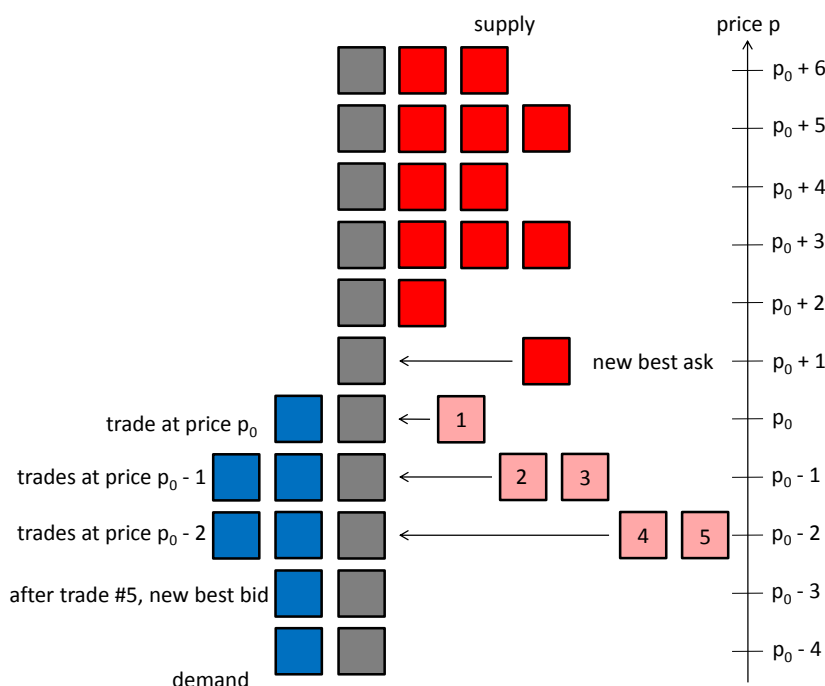 supply
price p
p₀ + 6
p₀ + 5
p₀ + 4
p₀ + 3
p₀ + 2
new best ask
p₀ + 1
trade at price p₀
1
p₀
trades at price p₀ - 1
2
3
p₀ - 1
trades at price p₀ - 2
4
5
p₀ - 2
after trade #5, new best bid
p₀ - 3
p₀ - 4
demand